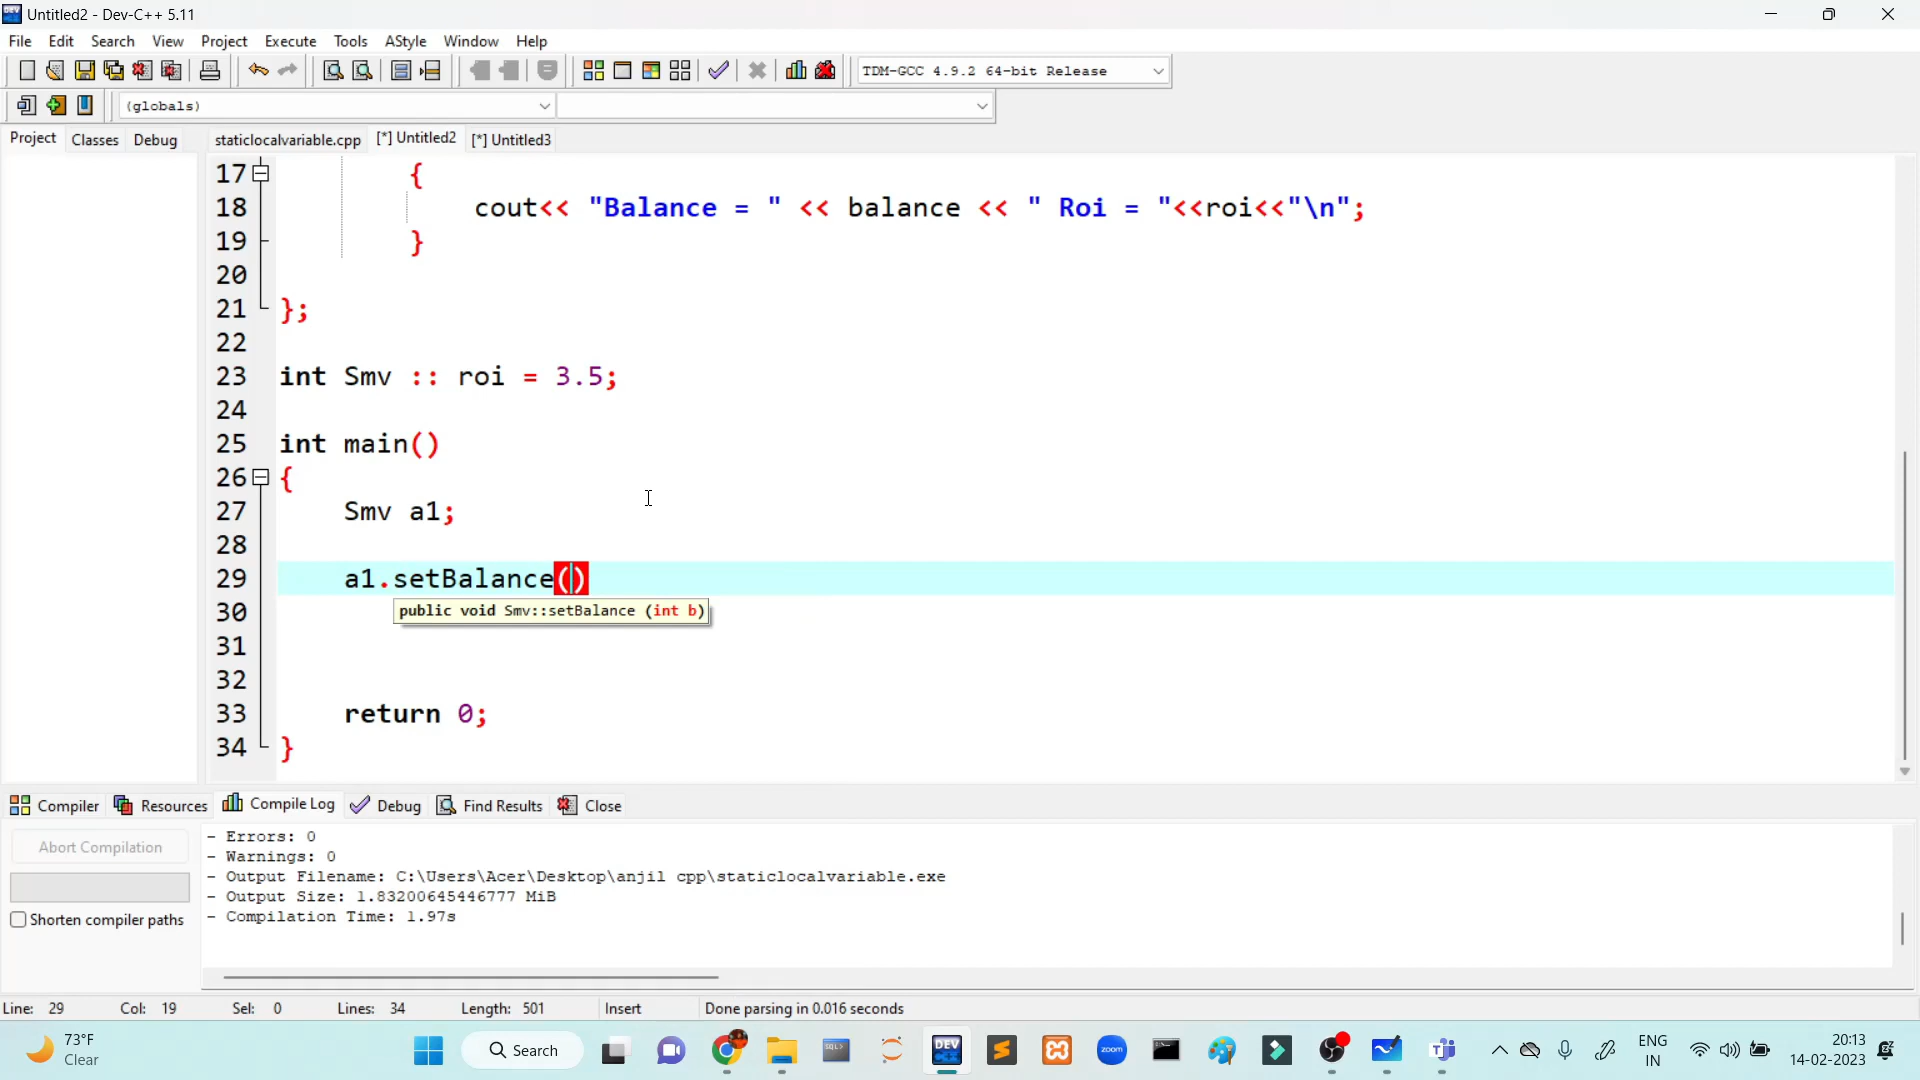 Untitled2 - Dev-C++ 5.11
File Edit Search View Project Execute Tools AStyle Window Help
TDM-GCC 4.9.2 64-bit Release
(globals)
Project Classes Debug staticlocalvariable.cpp [*] Untitled2 [*] Untitled3
17 {
18 cout<< "Balance = " << balance << " Roi = "<<roi<<"\n";
19 }
20
21 };
22
23 int Smv :: roi = 3.5;
24
25 int main()
26 {
27 Smv a1;
28
29 a1.setBalance()
30 public void Smv::setBalance (int b)
31
32
33 return 0;
34 }
Compiler Resources Compile Log Debug Find Results Close
Abort Compilation
Shorten compiler paths
- Errors: 0
- Warnings: 0
- Output Filename: C:\Users\Acer\Desktop\anjil cpp\staticlocalvariable.exe
- Output Size: 1.83200645446777 MiB
- Compilation Time: 1.97s
Line: 29 Col: 19 Sel: 0 Lines: 34 Length: 501 Insert Done parsing in 0.016 seconds
73°F
Clear
Search
SQL>
DEV
zoom
ENG
IN
20:13
14-02-2023